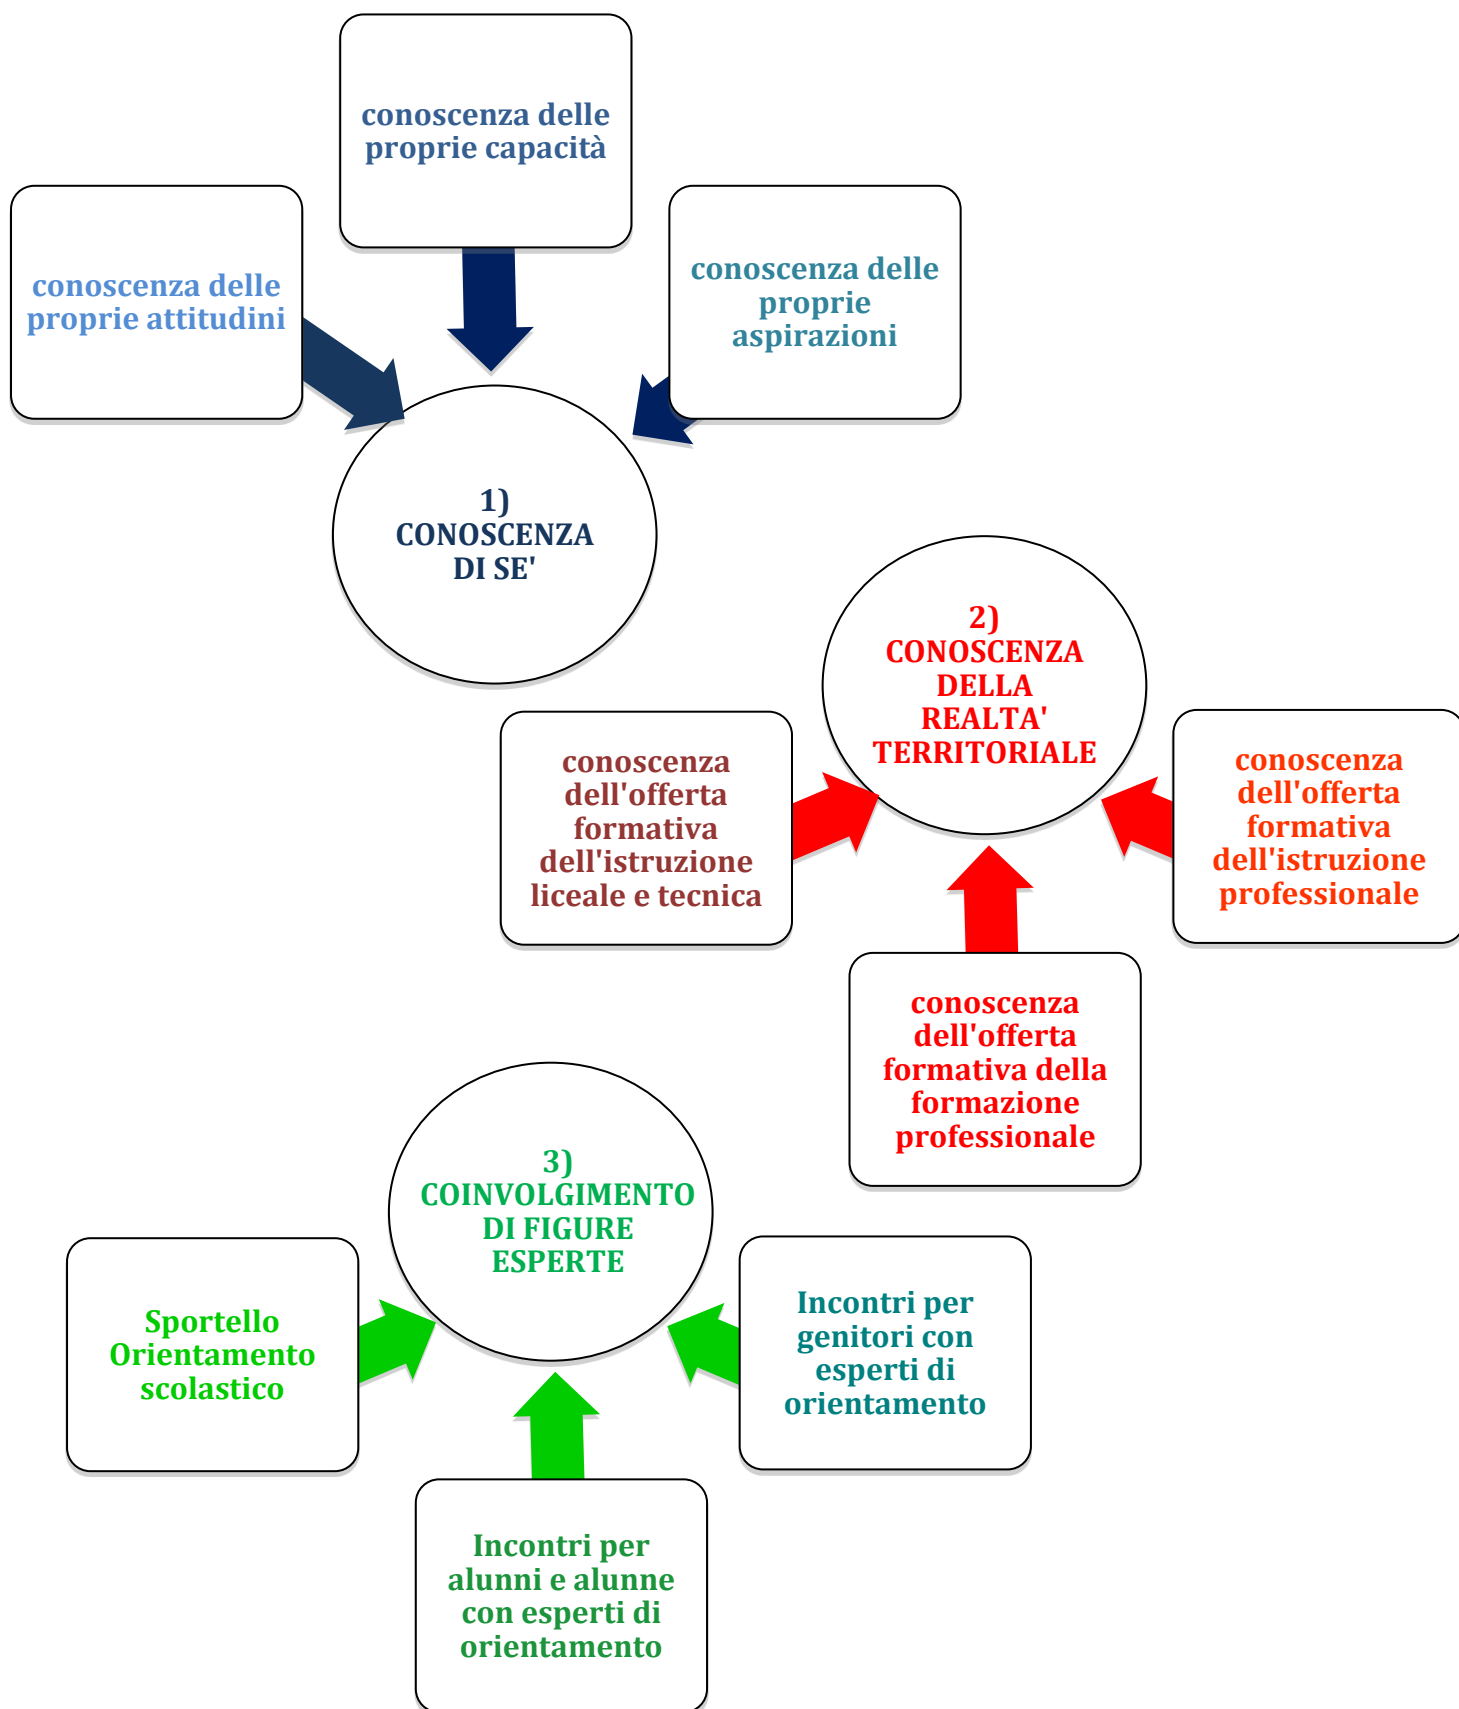 conoscenza delle
proprie capacità
conoscenza delle
proprie attitudini
conoscenza delle
proprie
aspirazioni
1)
CONOSCENZA
DI SE'
2)
CONOSCENZA
DELLA
REALTA'
TERRITORIALE
conoscenza
dell'offerta
formativa
dell'istruzione
liceale e tecnica
conoscenza
dell'offerta
formativa
dell'istruzione
professionale
conoscenza
dell'offerta
formativa della
formazione
professionale
3)
COINVOLGIMENTO
DI FIGURE
ESPERTE
Sportello
Orientamento
scolastico
Incontri per
genitori con
esperti di
orientamento
Incontri per
alunni e alunne
con esperti di
orientamento